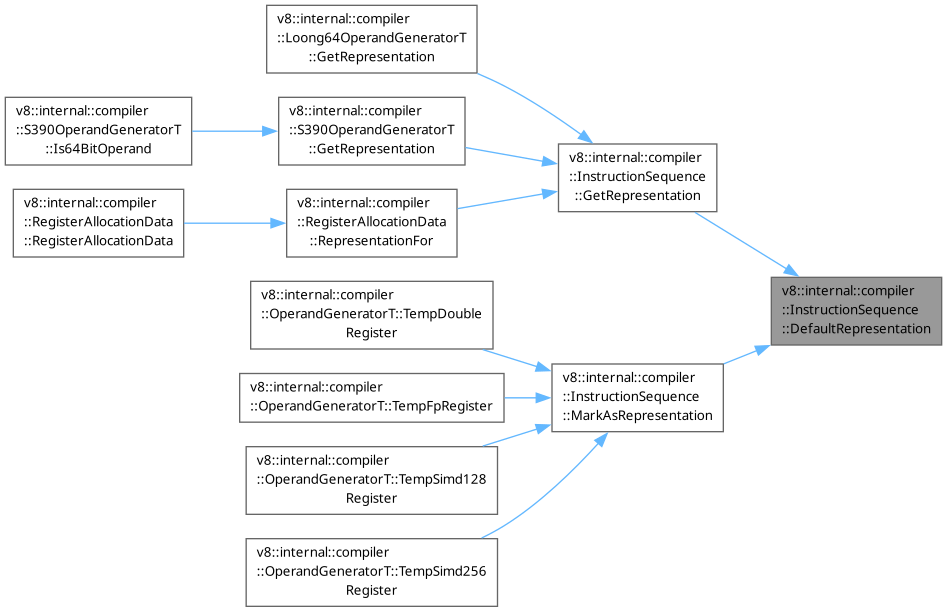 v8::internal::compiler
::Loong64OperandGeneratorT
::GetRepresentation
v8::internal::compiler
::S390OperandGeneratorT
::Is64BitOperand
v8::internal::compiler
::S390OperandGeneratorT
::GetRepresentation
v8::internal::compiler
::InstructionSequence
::GetRepresentation
v8::internal::compiler
::RegisterAllocationData
::RegisterAllocationData
v8::internal::compiler
::RegisterAllocationData
::RepresentationFor
v8::internal::compiler
::InstructionSequence
::DefaultRepresentation
v8::internal::compiler
::OperandGeneratorT::TempDouble
Register
v8::internal::compiler
::OperandGeneratorT::TempFpRegister
v8::internal::compiler
::InstructionSequence
::MarkAsRepresentation
v8::internal::compiler
::OperandGeneratorT::TempSimd128
Register
v8::internal::compiler
::OperandGeneratorT::TempSimd256
Register